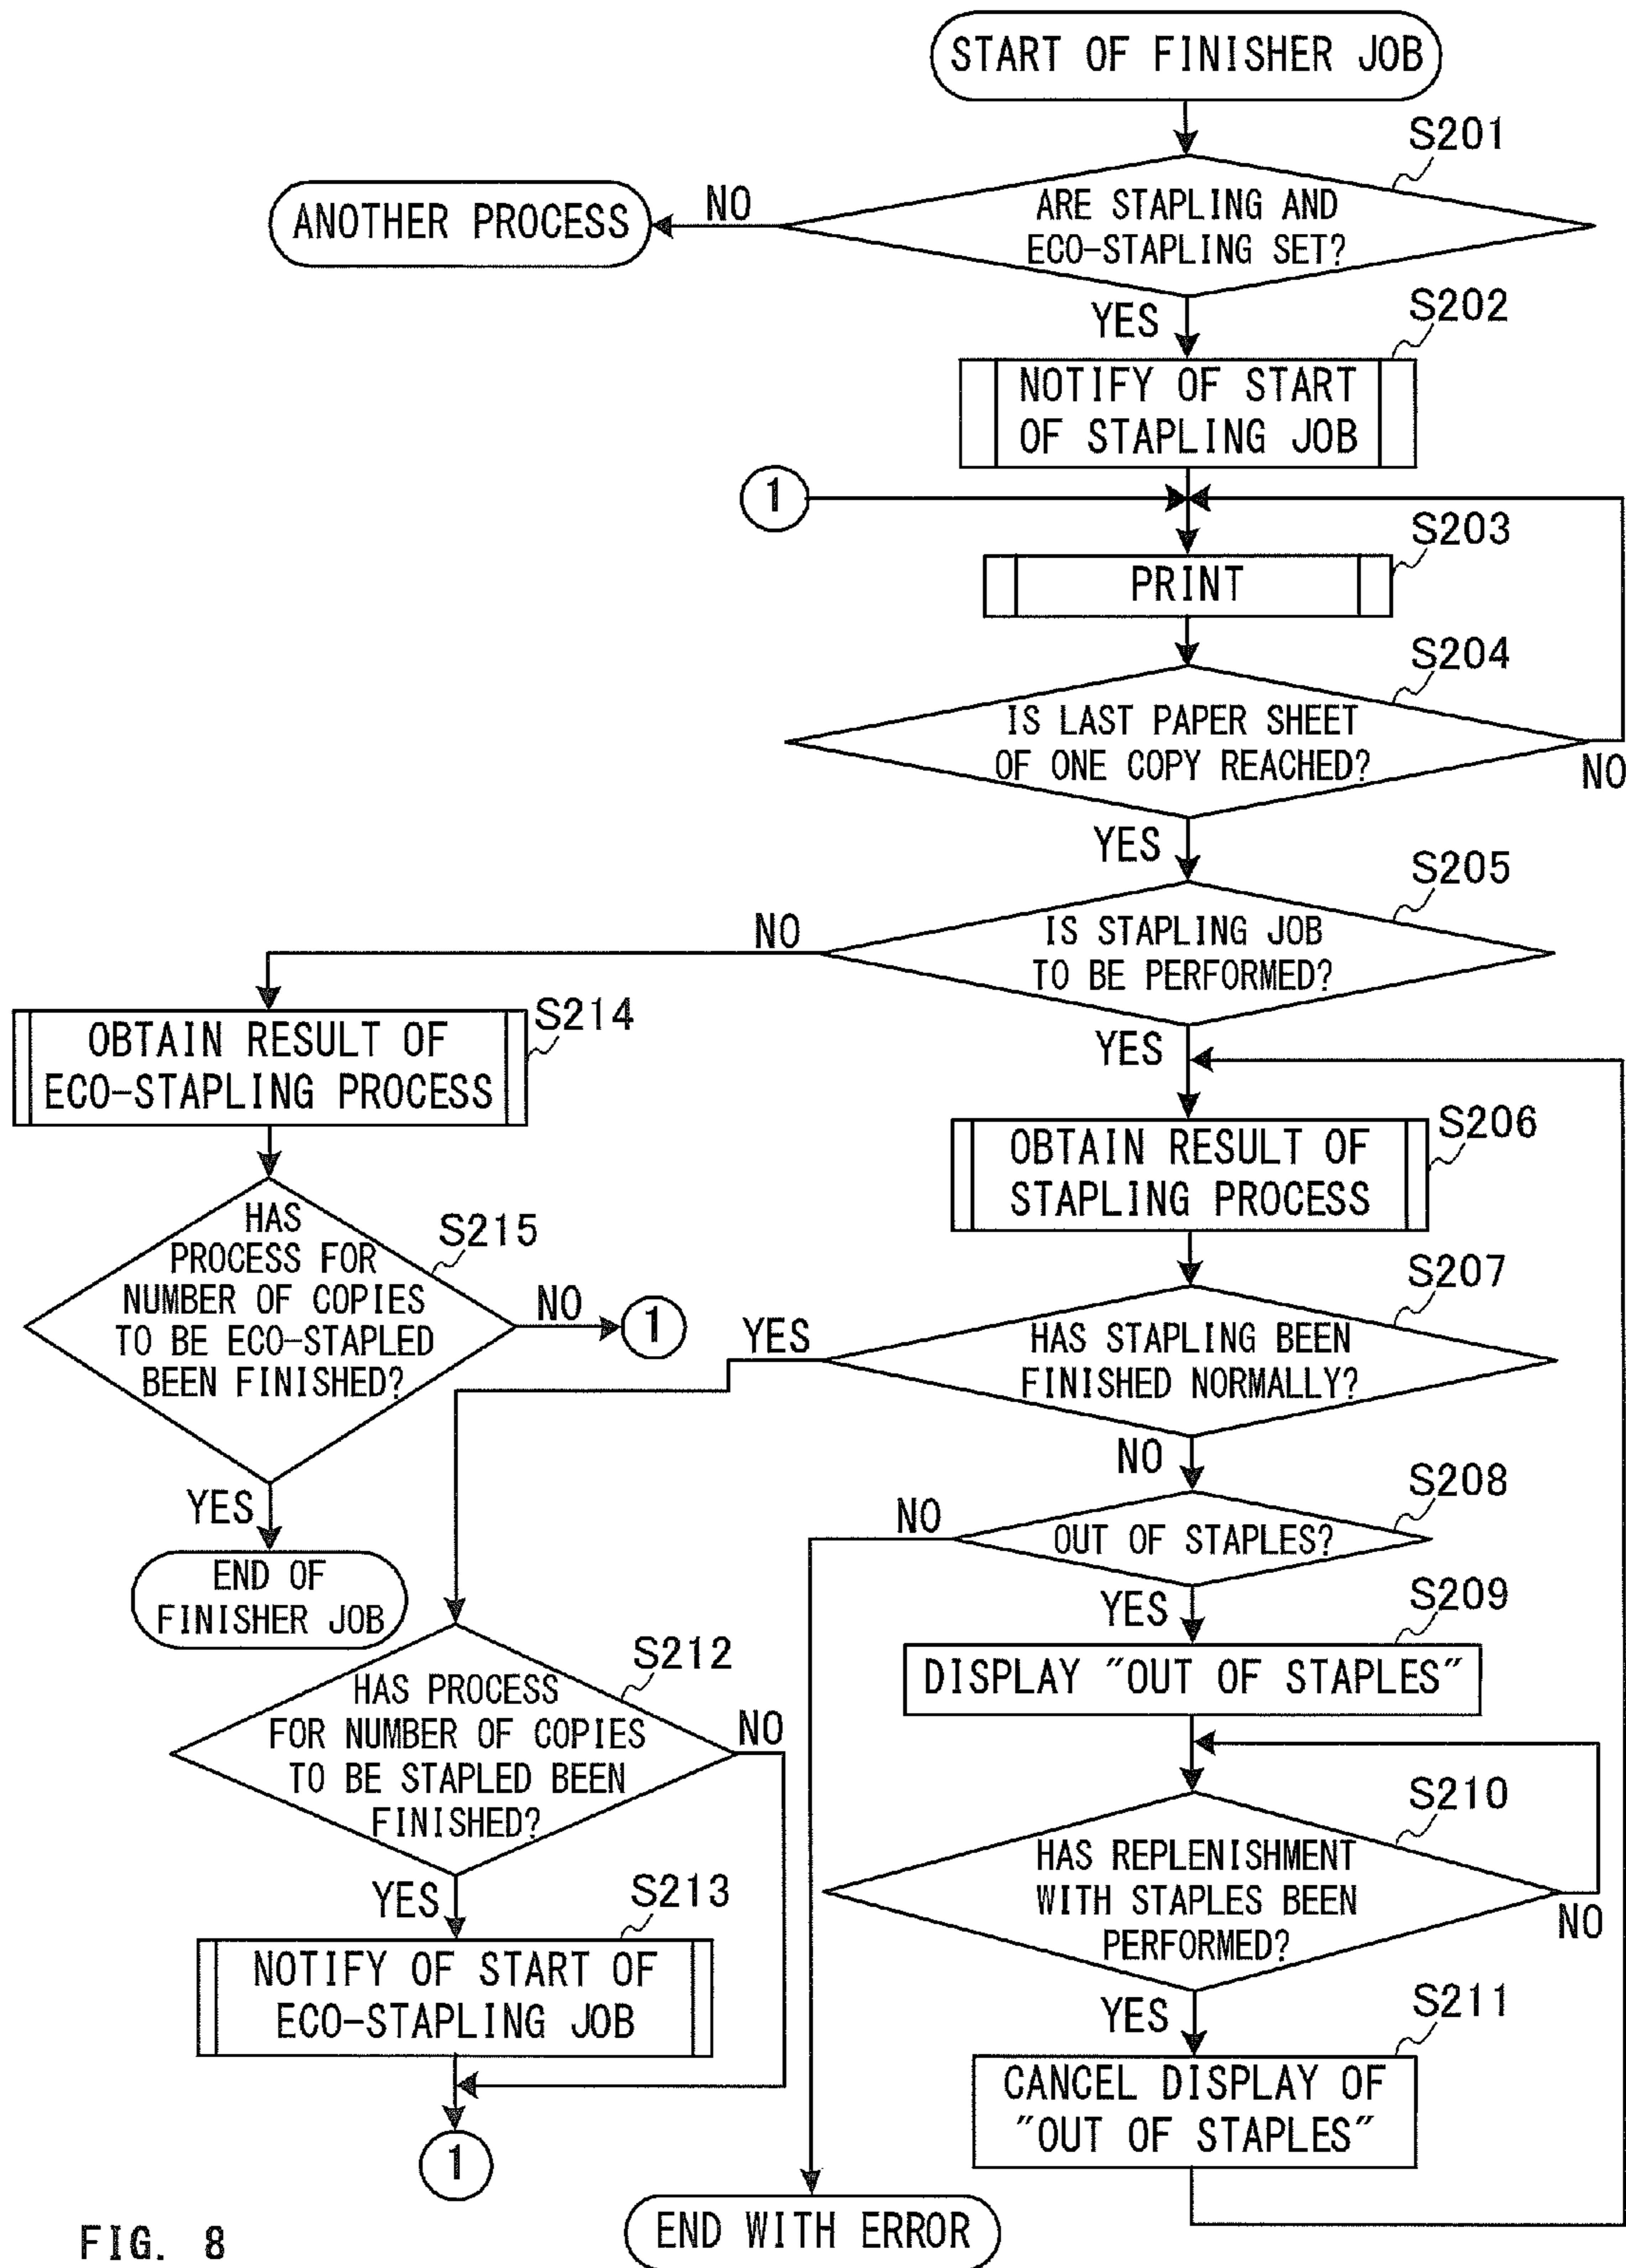 START OF FINISHER JOB
S201
ARE STAPLING AND
ECO-STAPLING SET?
NO
ANOTHER PROCESS
YES
S202
NOTIFY OF START
OF STAPLING JOB
1
S203
PRINT
S204
IS LAST PAPER SHEET
OF ONE COPY REACHED?
NO
YES
S205
IS STAPLING JOB
TO BE PERFORMED?
NO
YES
S214
OBTAIN RESULT OF
ECO-STAPLING PROCESS
S206
OBTAIN RESULT OF
STAPLING PROCESS
S215
HAS
PROCESS FOR
NUMBER OF COPIES
TO BE ECO-STAPLED
BEEN FINISHED?
NO
1
YES
END OF
FINISHER JOB
S207
HAS STAPLING BEEN
FINISHED NORMALLY?
YES
NO
S208
OUT OF STAPLES?
NO
YES
S209
DISPLAY "OUT OF STAPLES"
S212
HAS PROCESS
FOR NUMBER OF COPIES
TO BE STAPLED BEEN
FINISHED?
NO
YES
S213
NOTIFY OF START OF
ECO-STAPLING JOB
1
S210
HAS REPLENISHMENT
WITH STAPLES BEEN
PERFORMED?
NO
YES
S211
CANCEL DISPLAY OF
"OUT OF STAPLES"
END WITH ERROR
FIG. 8